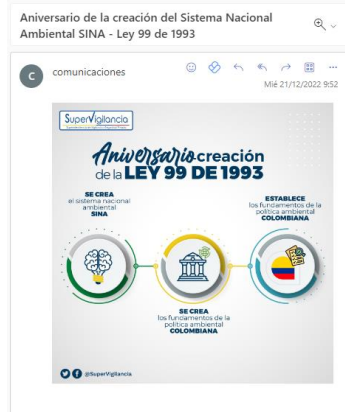 Aniversario de la creación del Sistema Nacional
Ambiental SINA - Ley 99 de 1993
C
comunicaciones
Mié 21/12/2022 9:52
SuperVigilancia
Aniversario creación
de la LEY 99 DE 1993
SE CREA
el sistema nacional
ambiental
SINA
ESTABLECE
los fundamentos de la
política ambiental
COLOMBIANA
SE CREA
los fundamentos de la
política ambiental
COLOMBIANA
@SuperVigilancia